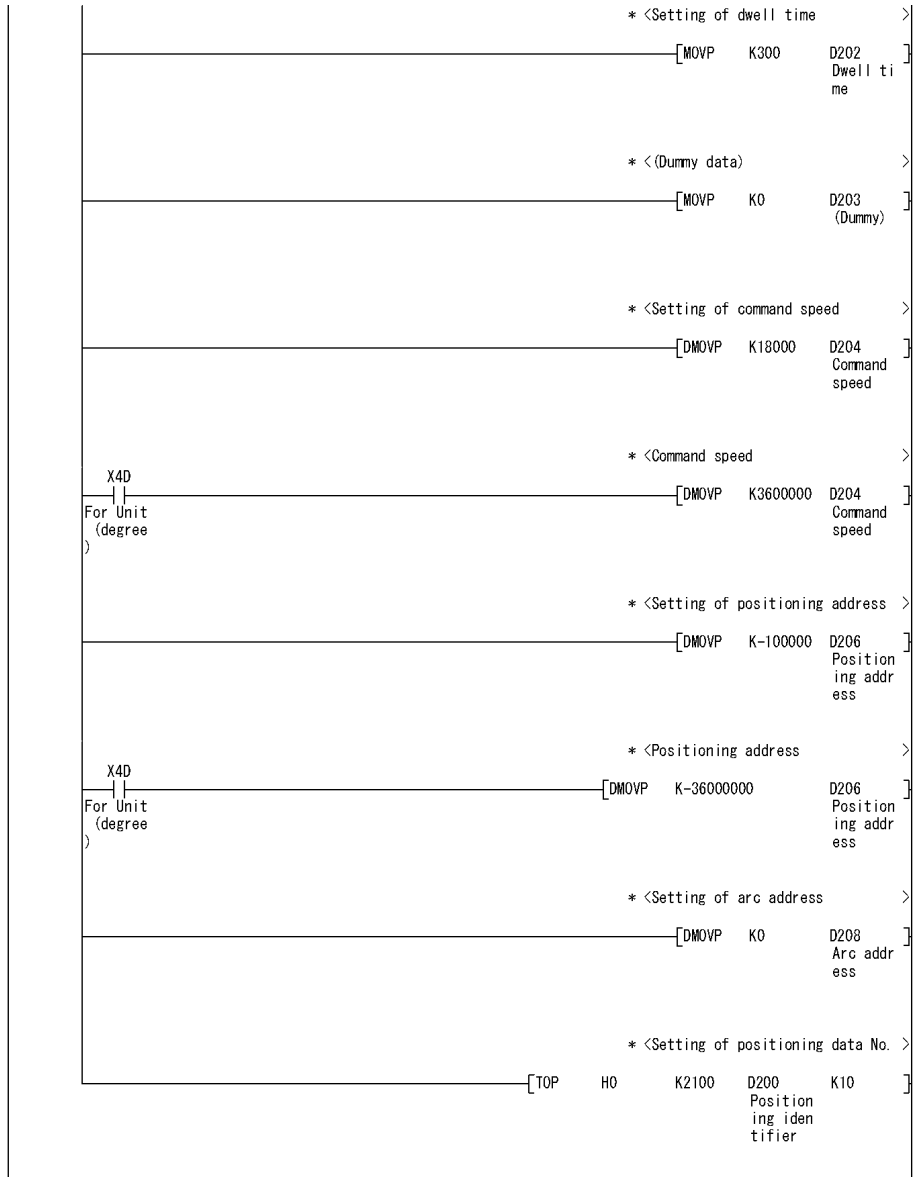 * <Setting of dwell time >
[MOVP K300 D202 ]
Dwell ti
me
* <(Dummy data) >
[MOVP K0 D203 ]
(Dummy)
* <Setting of command speed >
[DMOVP K18000 D204 ]
Command
speed
* <Command speed >
X4D
[DMOVP K3600000 D204 ]
For Unit
(degree
)
Command
speed
* <Setting of positioning address >
[DMOVP K-100000 D206 ]
Position
ing addr
ess
* <Positioning address >
X4D
[DMOVP K-36000000 D206 ]
For Unit
(degree
)
Position
ing addr
ess
* <Setting of arc address >
[DMOVP K0 D208 ]
Arc addr
ess
* <Setting of positioning data No. >
[TOP H0 K2100 D200 K10 ]
Position
ing iden
tifier